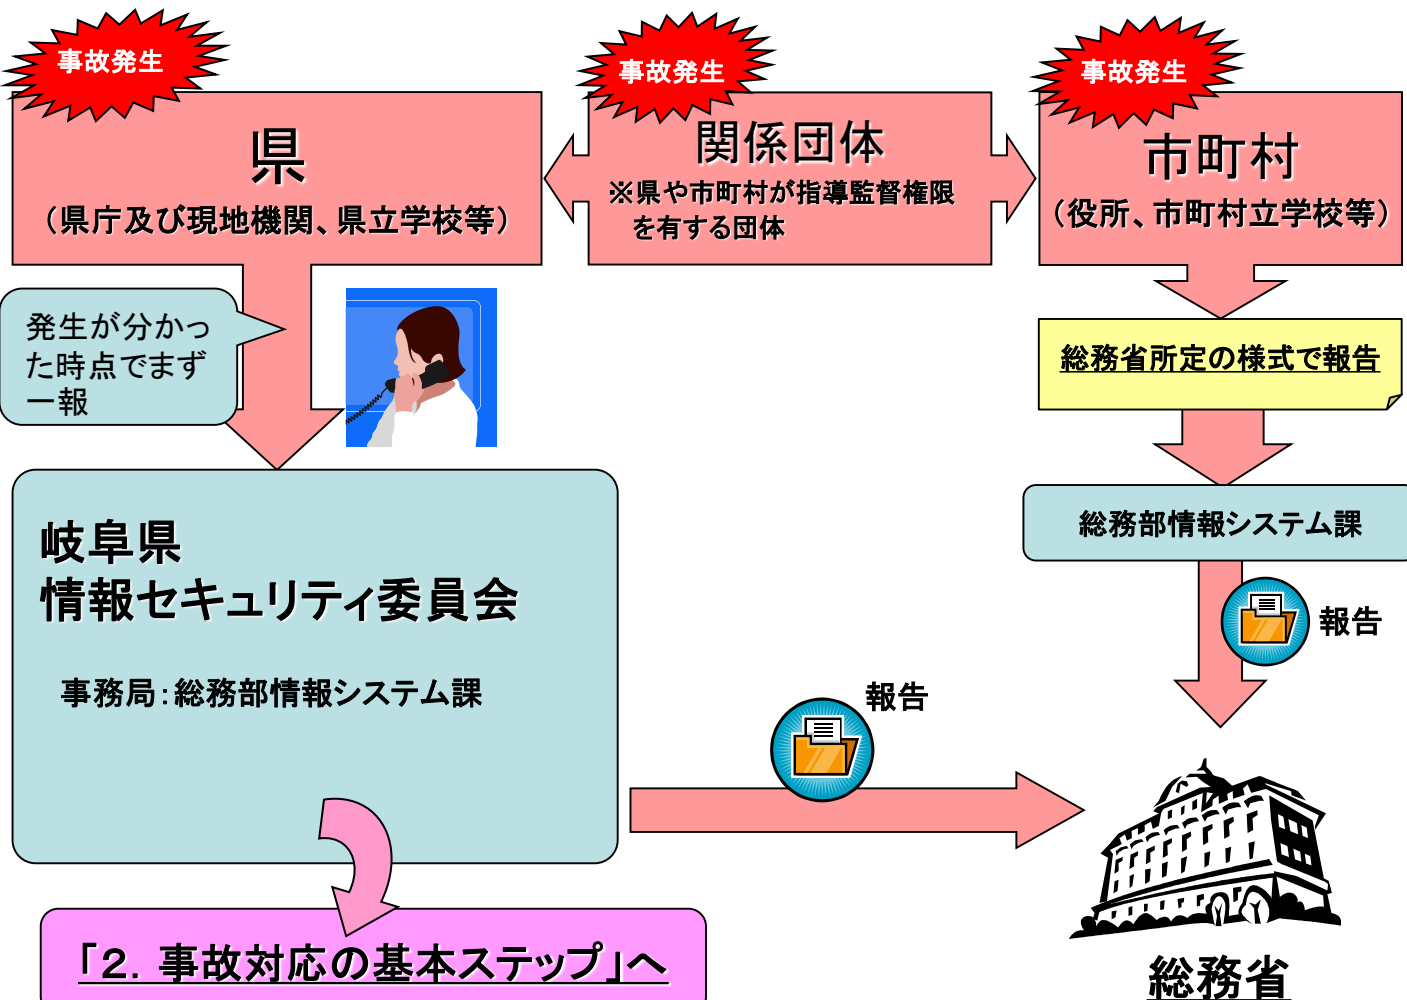 事故発生
県
（県庁及び現地機関、県立学校等）
事故発生
関係団体
※県や市町村が指導監督権限
を有する団体
事故発生
市町村
（役所、市町村立学校等）
発生が分かっ
た時点でまず
一報
総務省所定の様式で報告
岐阜県
情報セキュリティ委員会
事務局：総務部情報システム課
総務部情報システム課
報告
報告
「２．事故対応の基本ステップ」へ
総務省